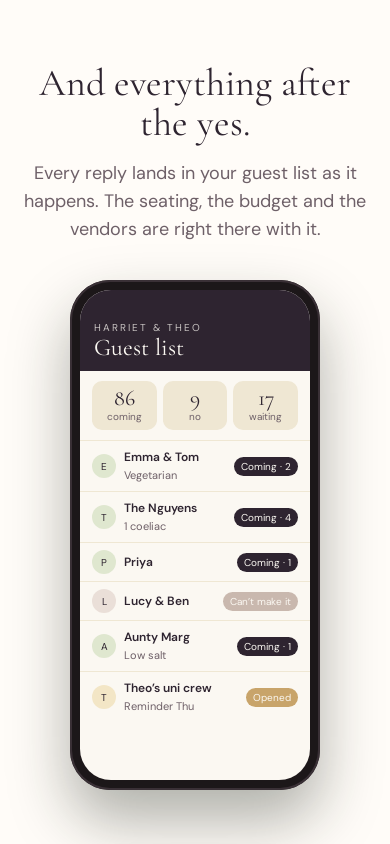 And everything after
the yes.
Every reply lands in your guest list as it
happens. The seating, the budget and the
vendors are right there with it.
HARRIET & THEO
Guest list
86 9 17
coming no waiting
E Emma & Tom Coming · 2
Vegetarian
T The Nguyens Coming · 4
1 coeliac
P Priya Coming · 1
L Lucy & Ben Can't make it
A Aunty Marg Coming · 1
Low salt
T Theo’s uni crew Opened
Reminder Thu